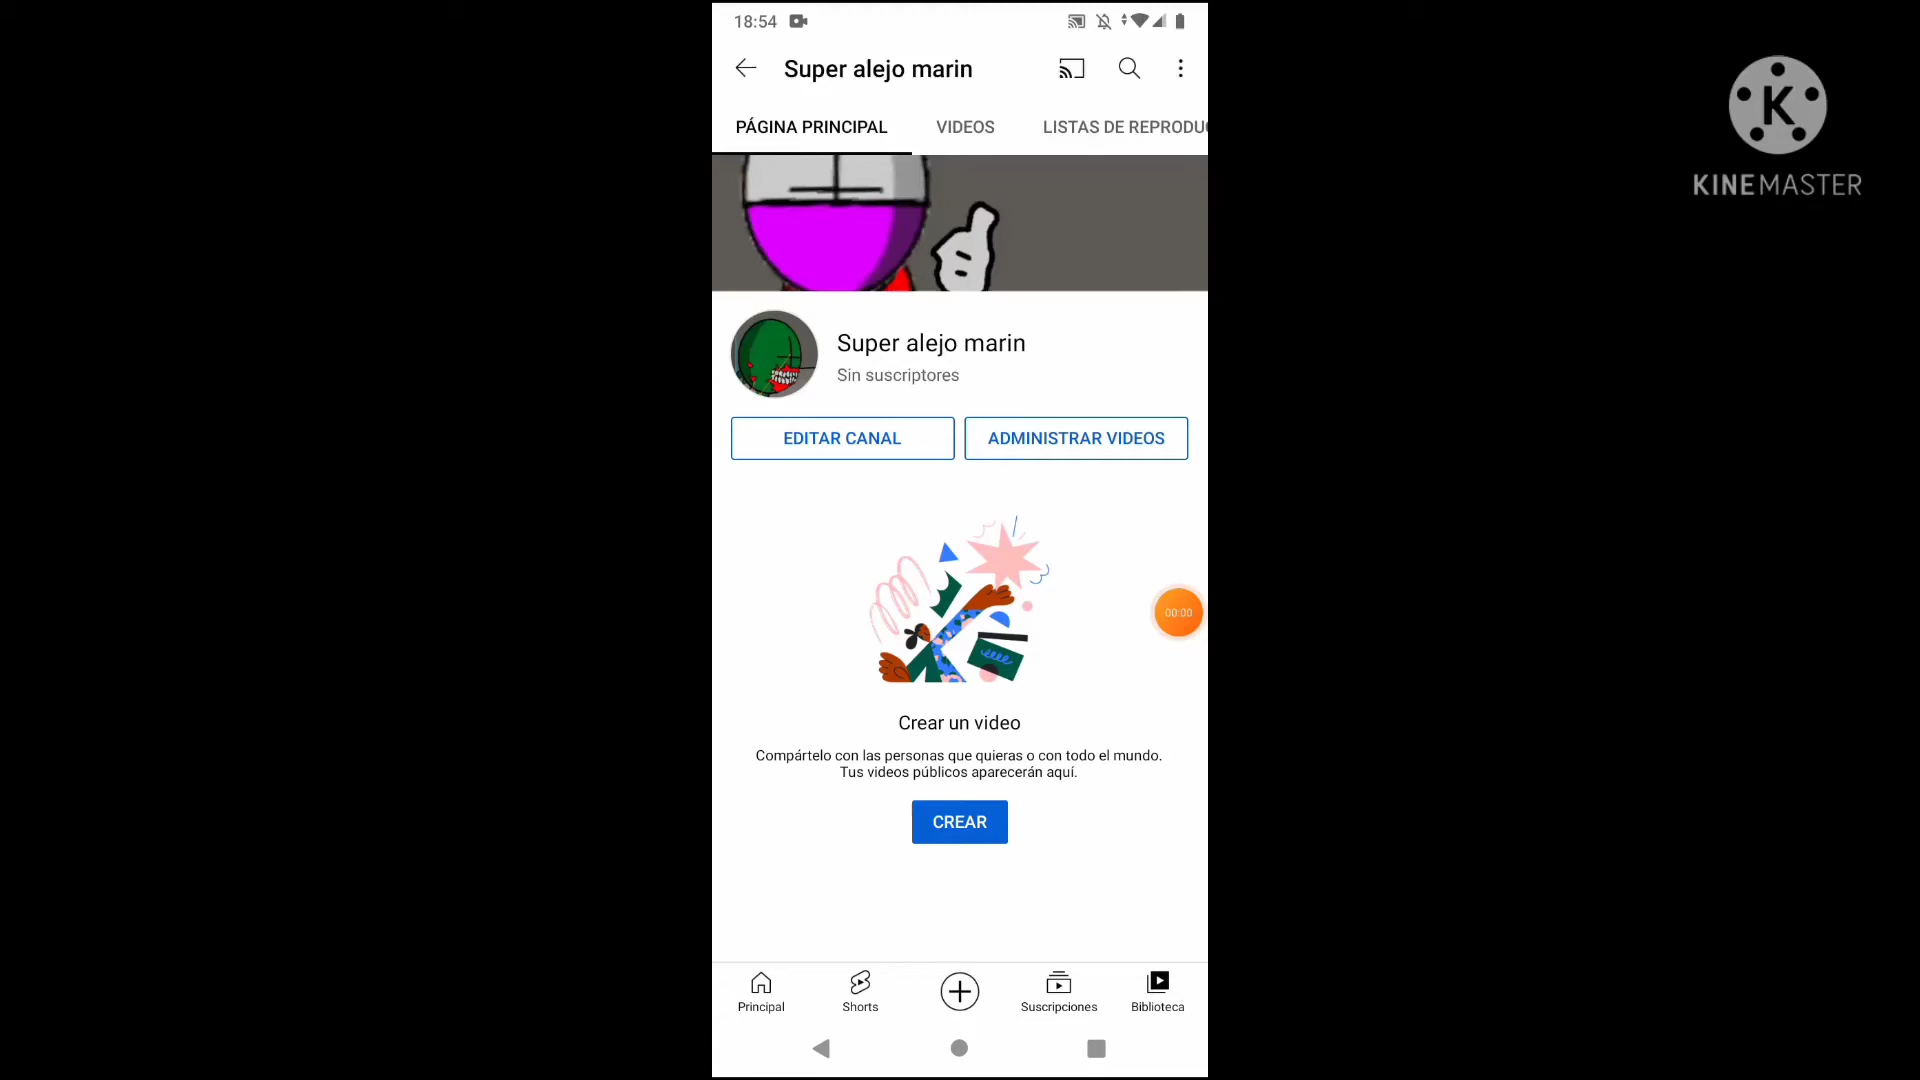 18:54
Super alejo marin
PÁGINA PRINCIPAL VIDEOS LISTAS DE REPRODU
K
KINEMASTER
Super alejo marin
Sin suscriptores
EDITAR CANAL ADMINISTRAR VIDEOS
00:00
Crear un video
Compártelo con las personas que quieras o con todo el mundo.
Tus videos públicos aparecerán aquí.
CREAR
Principal Shorts Suscripciones Biblioteca